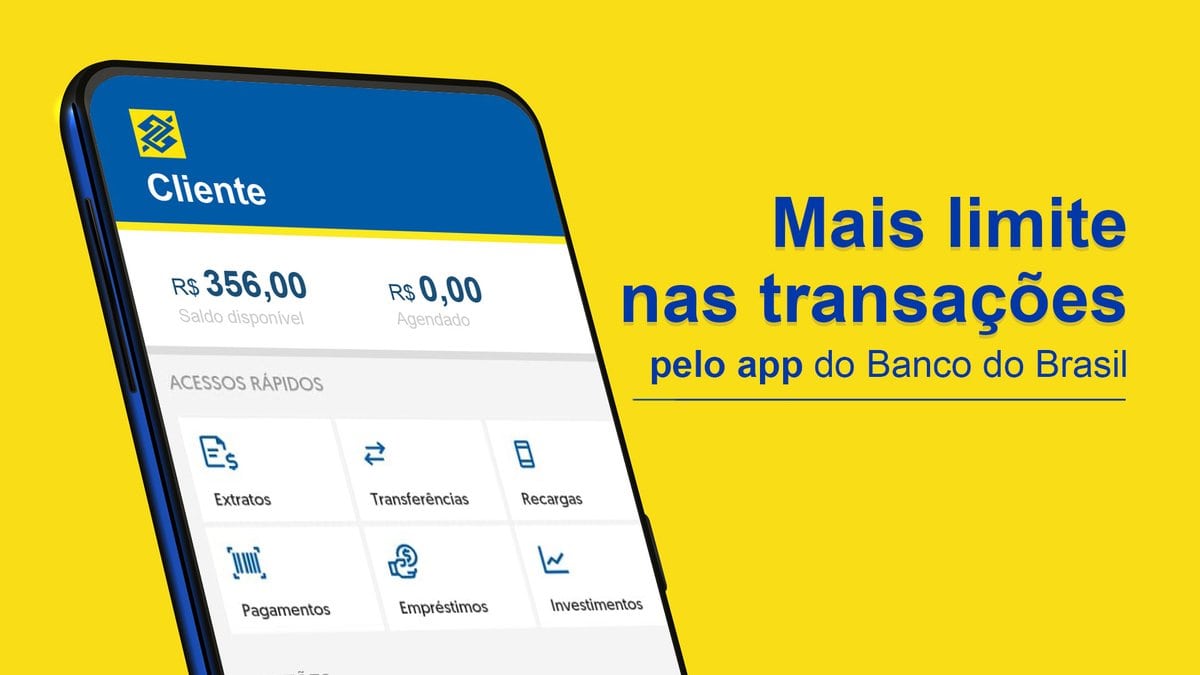 Cliente
R$ 356,00
Saldo disponível
R$ 0,00
Agendado
ACESSOS RÁPIDOS
Extratos
Transferências
Recargas
Pagamentos
Empréstimos
Investimentos
Mais limite
nas transações
pelo app do Banco do Brasil